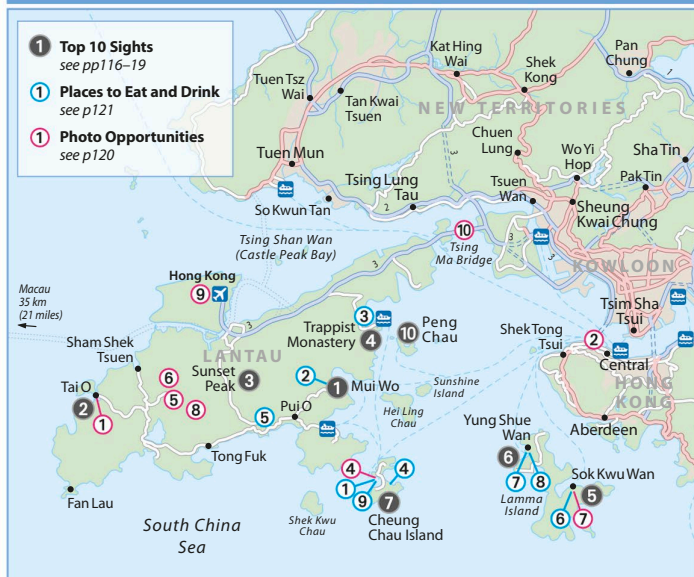 1 Top 10 Sights
see pp116–19
1 Places to Eat and Drink
see p121
1 Photo Opportunities
see p120
Kat Hing
Wai
Pan
Chung
Shek
Kong
Tuen Tsz
Wai
Tan Kwai
Tsuen
NEW TERRITORIES
1
Chuen
Lung
Wo Yi
Hop
Sha Tin
Tuen Mun
Tsing Lung
Tau
Tsuen
Wan
Pak Tin
2
So Kwun Tan
Sheung
Kwai Chung
3
10
Tsing
Ma Bridge
3
3
Tsing Shan Wan
(Castle Peak Bay)
KOWLOON
Hong Kong
9
Macau
35 km
(21 miles)
3
3
Tsim Sha
Tsui
3
Trappist
Monastery
4
10
Peng
Chau
Shek Tong
Tsui
2
Central
Sham Shek
Tsuen
LANTAU
6
Sunset
Peak
3
2
1
Mui Wo
Sunshine
Island
HONG
KONG
Tai O
2
1
5
8
5
Pui O
Hei Ling
Chau
Yung Shue
Wan
Aberdeen
Tong Fuk
6
Sok Kwu Wan
4
4
7
8
5
Fan Lau
1
9
7
Lamma
Island
6
7
Shek Kwu
Chau
Cheung
Chau Island
South China
Sea